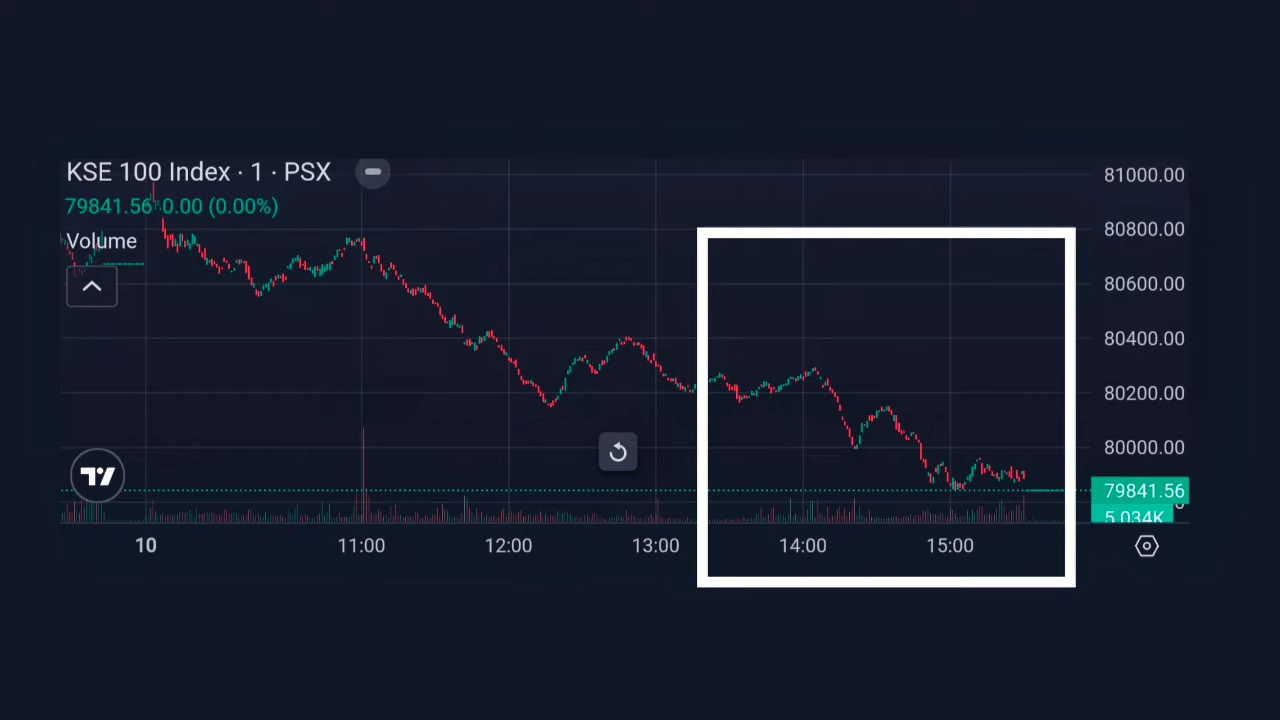 KSE 100 Index · 1 · PSX
79841.56 0.00 (0.00%)
Volume
81000.00
80800.00
80600.00
80400.00
80200.00
80000.00
79841.56
5.034K
10 11:00 12:00 13:00 14:00 15:00